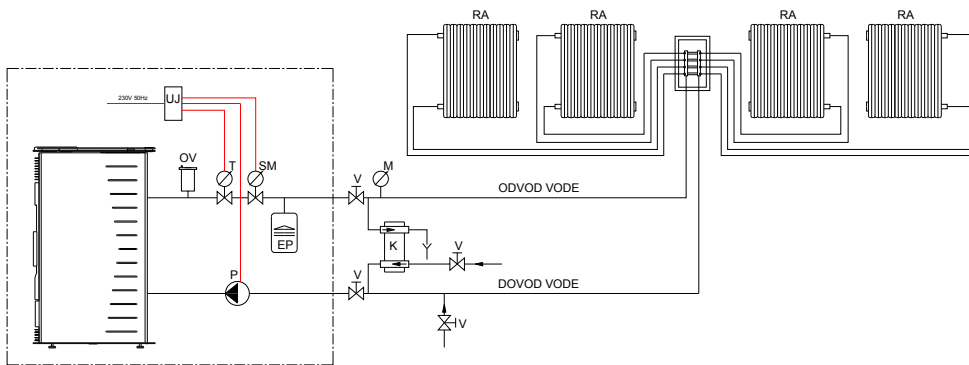 RA
RA
RA
RA
230V 50Hz
UJ
OV
T
SM
V
M
ODVOD VODE
EP
K
V
P
V
DOVOD VODE
V